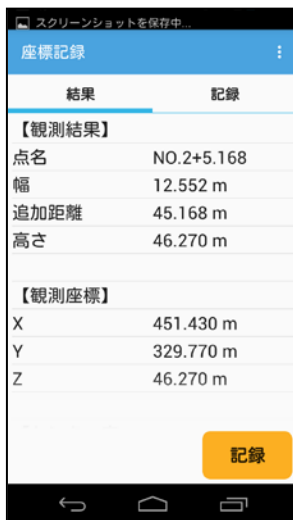 スクリーンショットを保存中...
座標記録
結果 記録
【観測結果】
点名 NO.2+5.168
幅 12.552 m
追加距離 45.168 m
高さ 46.270 m
【観測座標】
X 451.430 m
Y 329.770 m
Z 46.270 m
記録